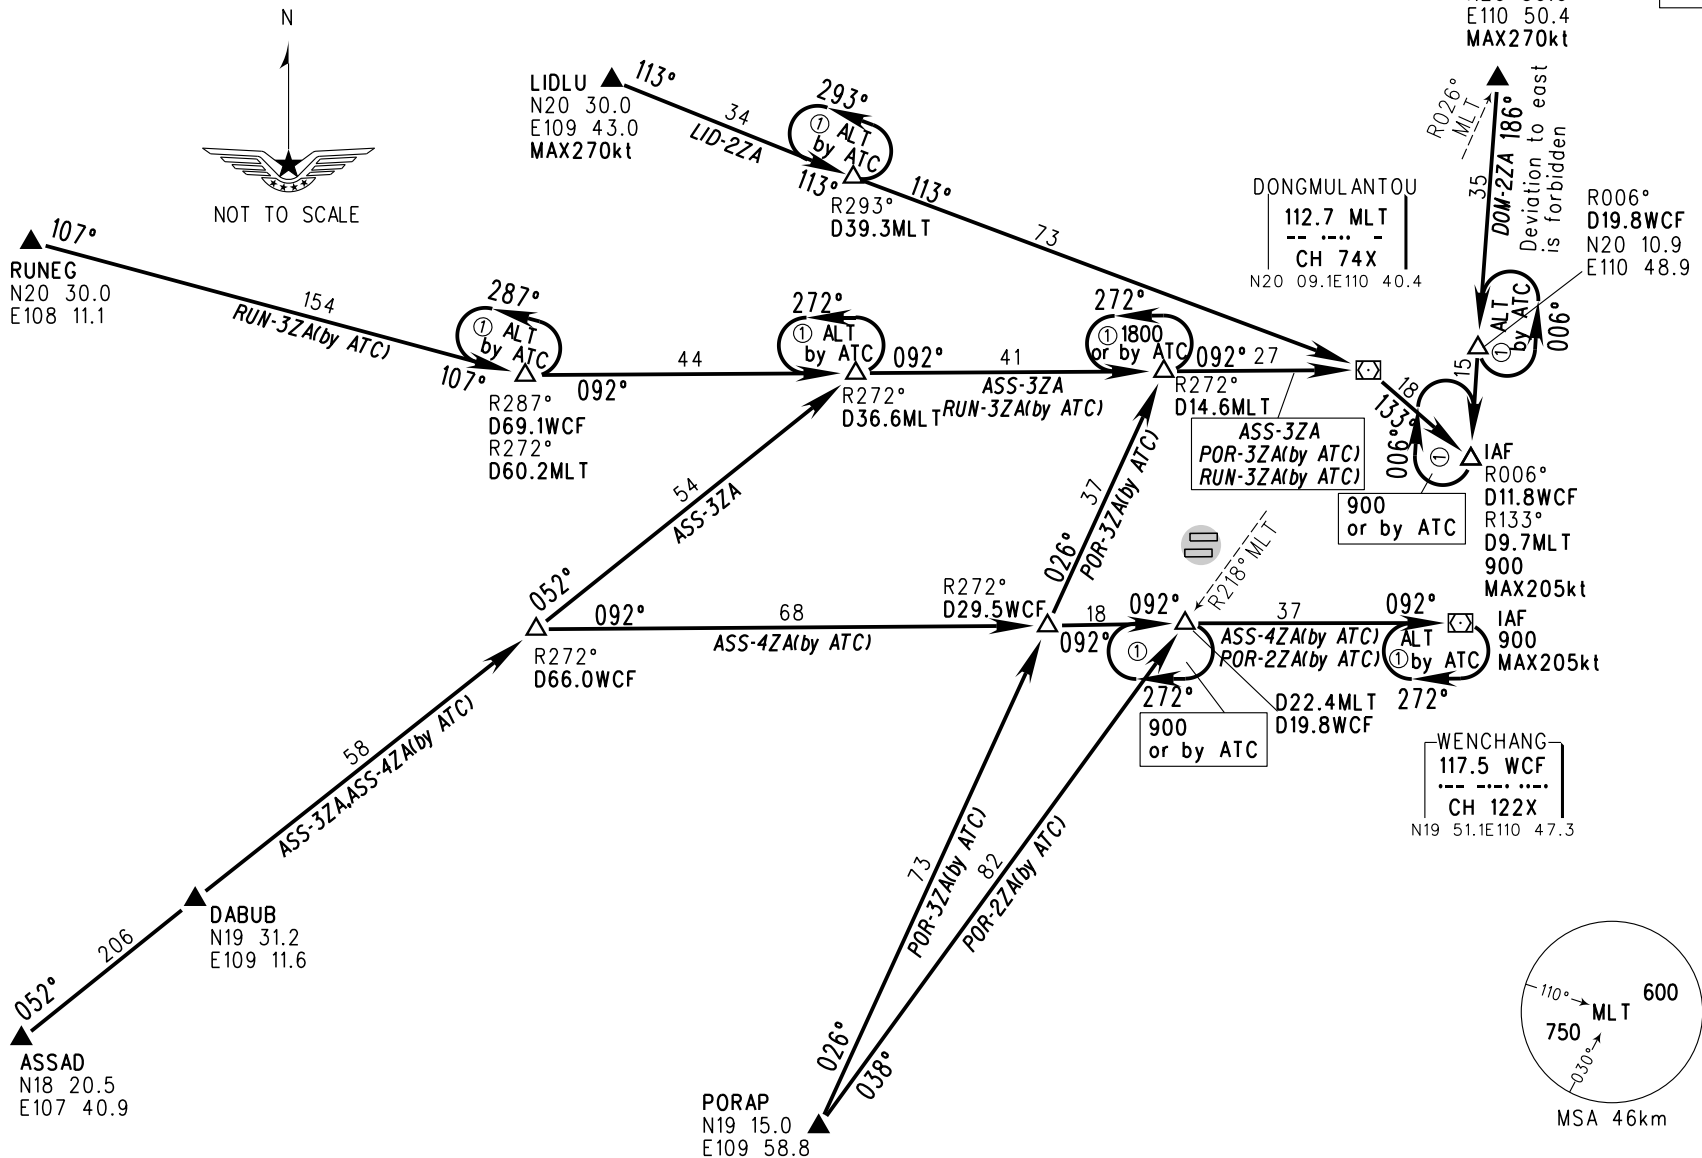 N
NOT TO SCALE
E110 50.4
MAX270kt
LIDLU
N20 30.0
E109 43.0
MAX270kt
113°
34
LID-2ZA
293°
① ALT
by ATC
113°
R293°
D39.3MLT
113°
73
R026°
MLT
DOM-2ZA 186°
35
Deviation to east
is forbidden
DONGMULANTOU
112.7 MLT
CH 74X
N20 09.1E110 40.4
R006°
D19.8WCF
N20 10.9
E110 48.9
ALT
① by ATC
006°
15
RUNEG
N20 30.0
E108 11.1
107°
154
RUN-3ZA(by ATC)
287°
① ALT
by ATC
107°
092°
R287°
D69.1WCF
R272°
D60.2MLT
44
272°
① ALT
by ATC
092°
R272°
D36.6MLT
41
ASS-3ZA
RUN-3ZA(by ATC)
272°
① 1800
or by ATC
092°
27
R272°
D14.6MLT
ASS-3ZA
POR-3ZA(by ATC)
RUN-3ZA(by ATC)
18
133°
006°
①
900
or by ATC
IAF
R006°
D11.8WCF
R133°
D9.7MLT
900
MAX205kt
54
ASS-3ZA
052°
37
POR-3ZA(by ATC)
026°
R218°MLT
092°
68
ASS-4ZA(by ATC)
R272°
D66.0WCF
R272°
D29.5WCF
18
092°
092°
①
272°
900
or by ATC
37
ASS-4ZA(by ATC)
POR-2ZA(by ATC)
D22.4MLT
D19.8WCF
092°
ALT
① by ATC
272°
IAF
900
MAX205kt
WENCHANG
117.5 WCF
CH 122X
N19 51.1E110 47.3
58
ASS-3ZA,ASS-4ZA(by ATC)
DABUB
N19 31.2
E109 11.6
206
052°
ASSAD
N18 20.5
E107 40.9
73
POR-3ZA(by ATC)
82
POR-2ZA(by ATC)
026°
038°
PORAP
N19 15.0
E109 58.8
110°
MLT
600
750
030°
MSA 46km